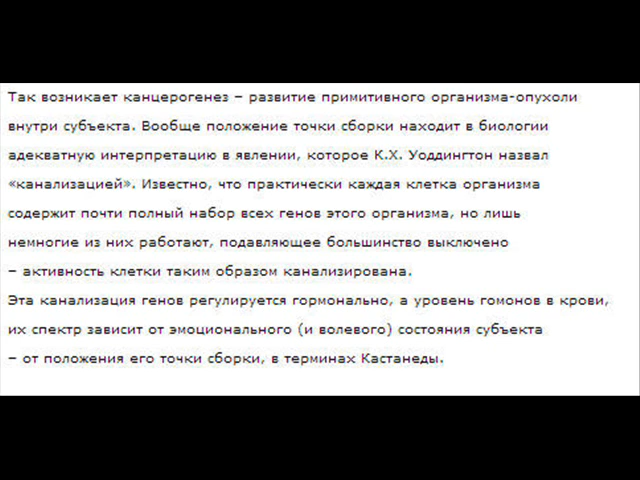 Так возникает канцерогенез – развитие примитивного организма-опухоли
внутри субъекта. Вообще положение точки сборки находит в биологии
адекватную интерпретацию в явлении, которое К.Х. Уоддингтон назвал
«канализацией». Известно, что практически каждая клетка организма
содержит почти полный набор всех генов этого организма, но лишь
немногие из них работают, подавляющее большинство выключено
– активность клетки таким образом канализирована.
Эта канализация генов регулируется гормонально, а уровень гомонов в крови,
их спектр зависит от эмоционального (и волевого) состояния субъекта
– от положения его точки сборки, в терминах Кастанеды.